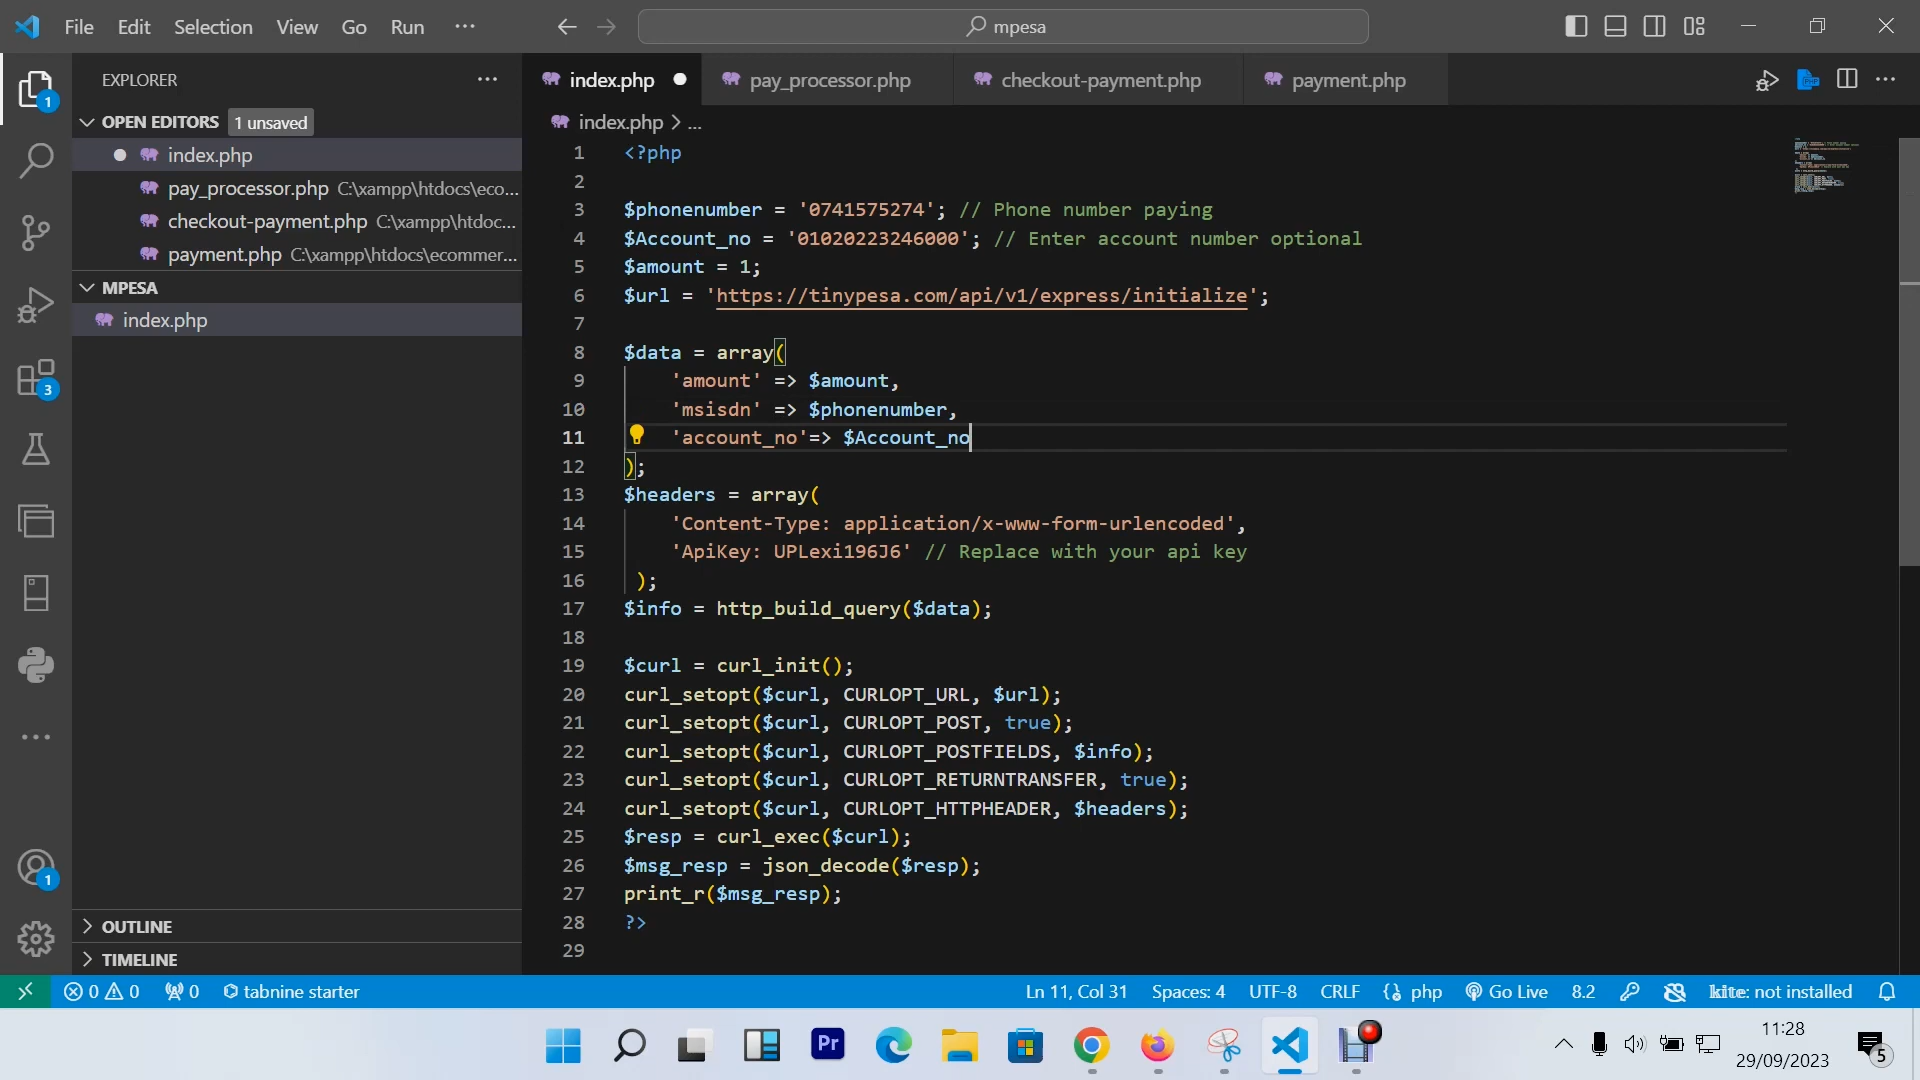 File Edit Selection View Go Run ···
mpesa
EXPLORER ···
OPEN EDITORS 1 unsaved
index.php
pay_processor.php C:\xampp\htdocs\eco...
checkout-payment.php C:\xampp\htdoc...
payment.php C:\xampp\htdocs\ecommer...
MPESA
index.php
OUTLINE
TIMELINE
1
3
1
index.php pay_processor.php checkout-payment.php payment.php
index.php > ...
1 <?php
2
3 $phonenumber = '0741575274'; // Phone number paying
4 $Account_no = '01020223246000'; // Enter account number optional
5 $amount = 1;
6 $url = 'https://tinypesa.com/api/v1/express/initialize';
7
8 $data = array(
9 'amount' => $amount,
10 'msisdn' => $phonenumber,
11 'account_no'=> $Account_no
12 );
13 $headers = array(
14 'Content-Type: application/x-www-form-urlencoded',
15 'ApiKey: UPLexi196J6' // Replace with your api key
16 );
17 $info = http_build_query($data);
18
19 $curl = curl_init();
20 curl_setopt($curl, CURLOPT_URL, $url);
21 curl_setopt($curl, CURLOPT_POST, true);
22 curl_setopt($curl, CURLOPT_POSTFIELDS, $info);
23 curl_setopt($curl, CURLOPT_RETURNTRANSFER, true);
24 curl_setopt($curl, CURLOPT_HTTPHEADER, $headers);
25 $resp = curl_exec($curl);
26 $msg_resp = json_decode($resp);
27 print_r($msg_resp);
28 ?>
29
0 0 0 tabnine starter Ln 11, Col 31 Spaces: 4 UTF-8 CRLF php Go Live 8.2 kite: not installed
Pr
11:28
29/09/2023
5